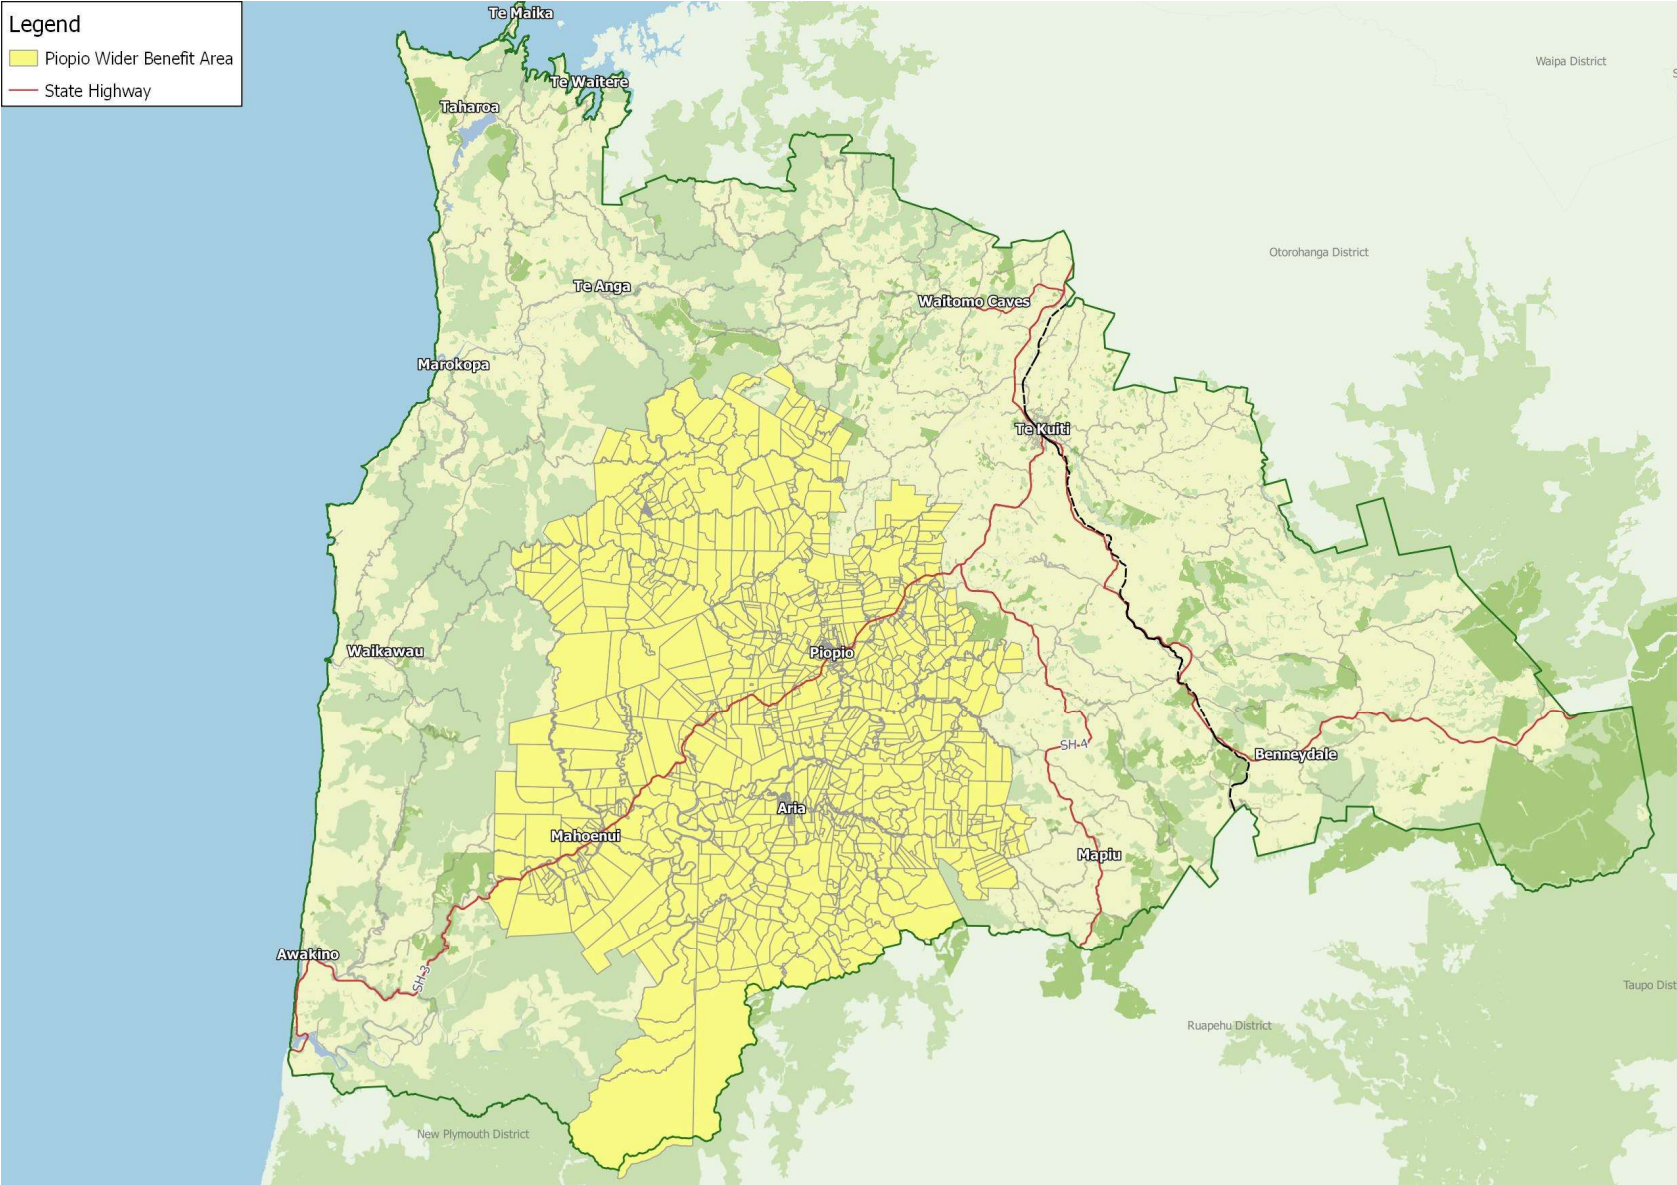 Legend
Piopio Wider Benefit Area
State Highway
Te Maika
Waipa District
Te Waitere
Taharoa
Otorohanga District
Te Anga
Waitomo Caves
Marokopa
Te Kuiti
Waikawau
Piopio
SH 4
Benneydale
Aria
Mahoenui
Mapiu
Awakino
SH 3
Taupo Dist
Ruapehu District
New Plymouth District